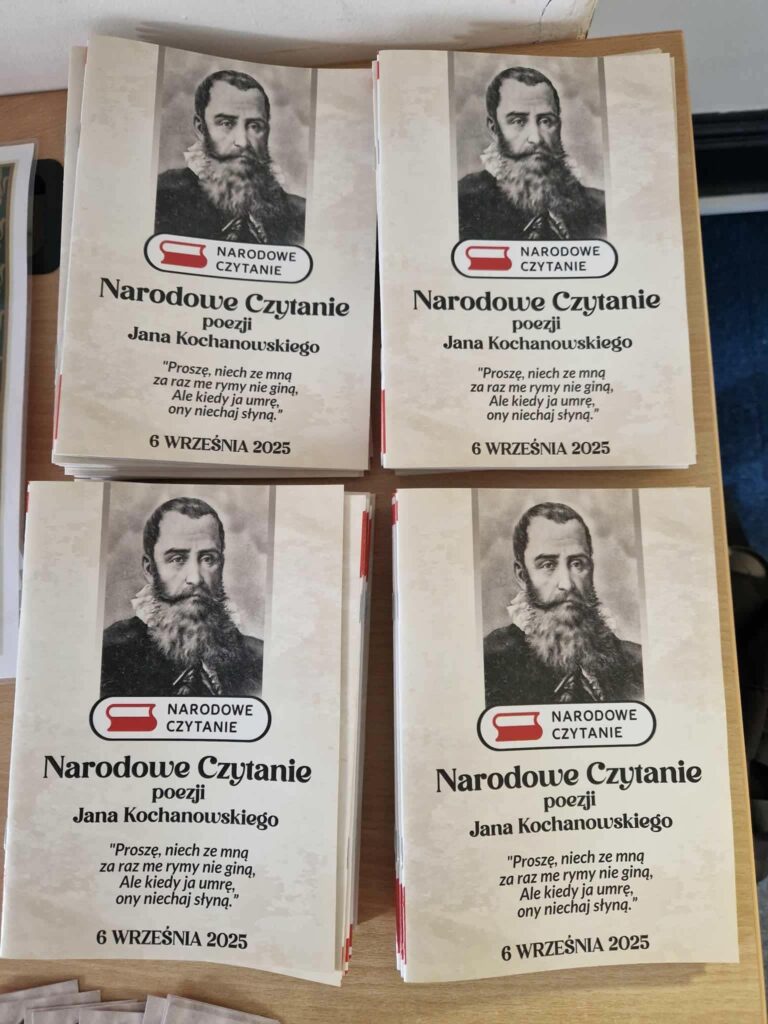 NARODOWE
CZYTANIE
Narodowe Czytanie
poezji
Jana Kochanowskiego
"Proszę, niech ze mną
za raz me rymy nie giną,
Ale kiedy ja umrę,
ony niechaj słyną."
6 WRZEŚNIA 2025
NARODOWE
CZYTANIE
Narodowe Czytanie
poezji
Jana Kochanowskiego
"Proszę, niech ze mną
za raz me rymy nie giną,
Ale kiedy ja umrę,
ony niechaj słyną."
6 WRZEŚNIA 2025
NARODOWE
CZYTANIE
Narodowe Czytanie
poezji
Jana Kochanowskiego
"Proszę, niech ze mną
za raz me rymy nie giną,
Ale kiedy ja umrę,
ony niechaj słyną."
6 WRZEŚNIA 2025
NARODOWE
CZYTANIE
Narodowe Czytanie
poezji
Jana Kochanowskiego
"Proszę, niech ze mną
za raz me rymy nie giną,
Ale kiedy ja umrę,
ony niechaj słyną."
6 WRZEŚNIA 2025